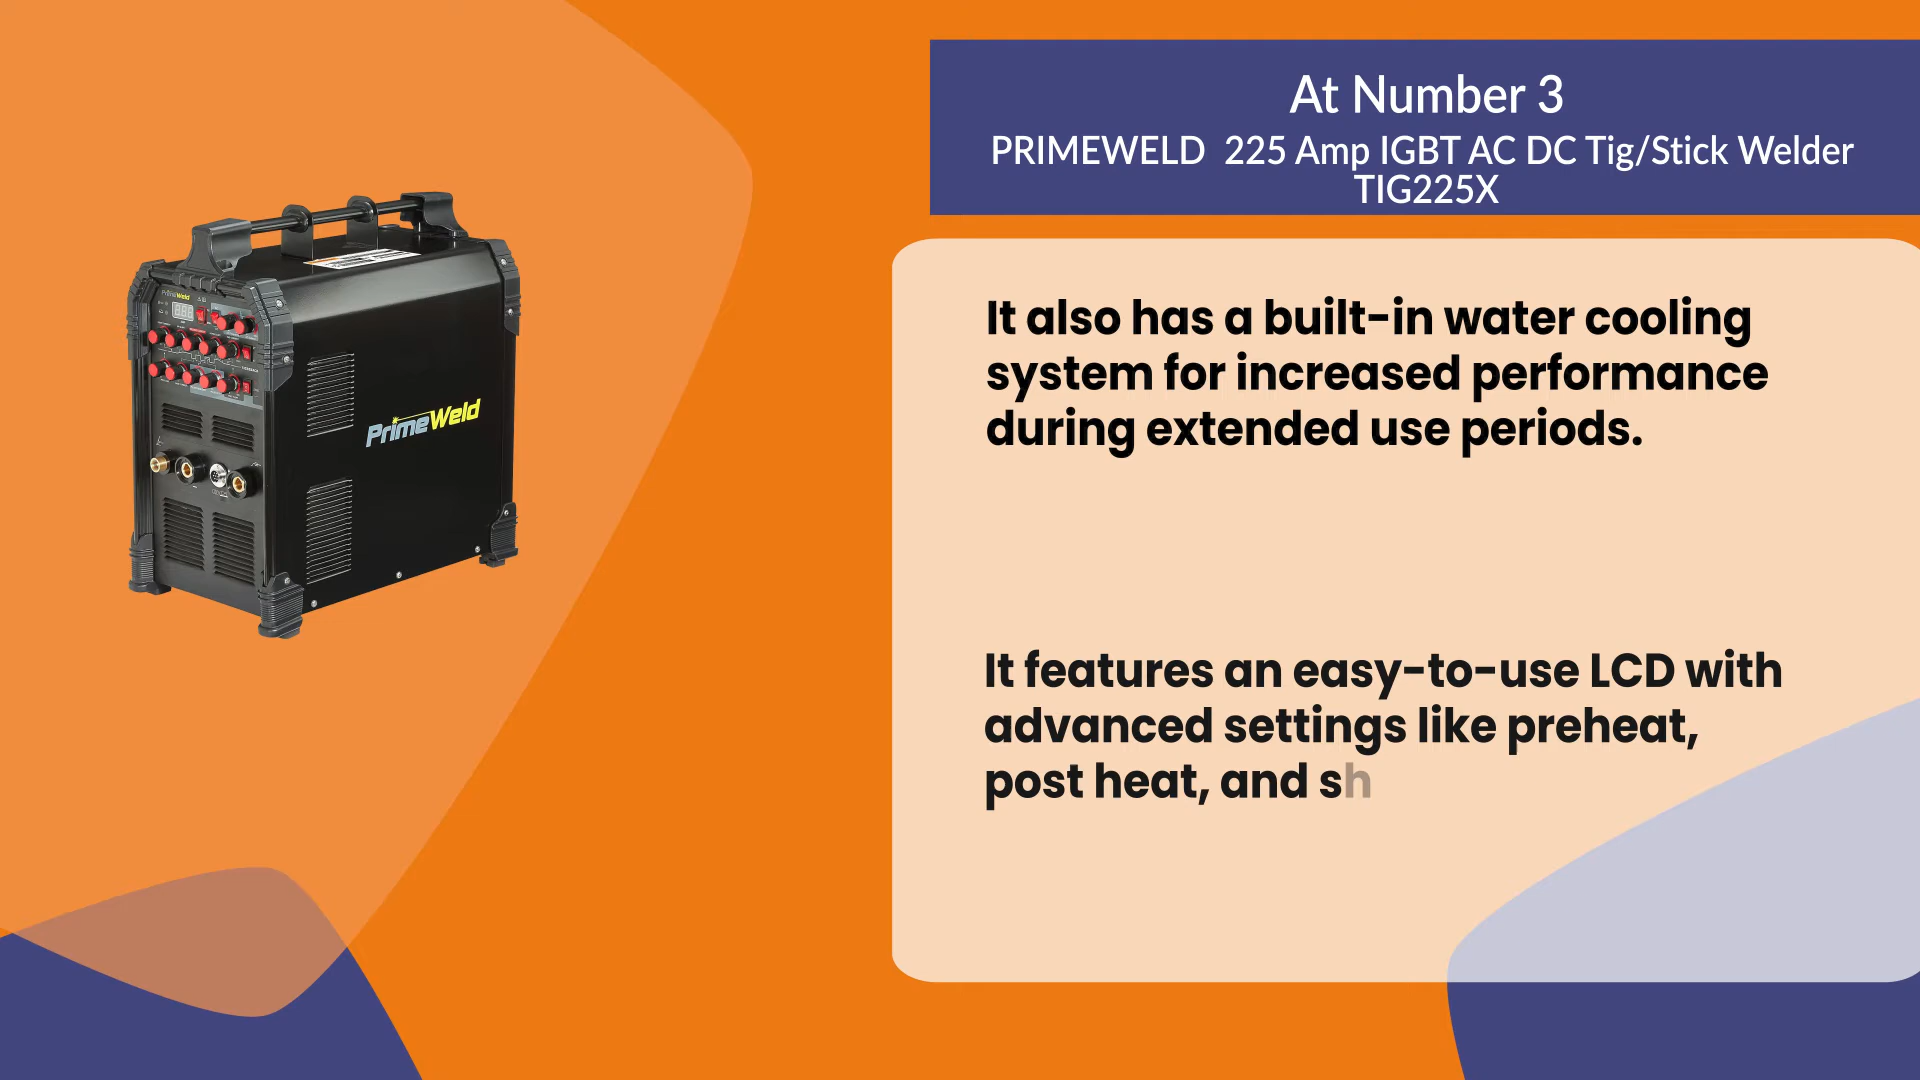 At Number 3
PRIMEWELD 225 Amp IGBT AC DC Tig/Stick Welder
TIG225X
It also has a built-in water cooling
system for increased performance
during extended use periods.
It features an easy-to-use LCD with
advanced settings like preheat,
post heat, and sh
PrimeWeld
PrimeWeld